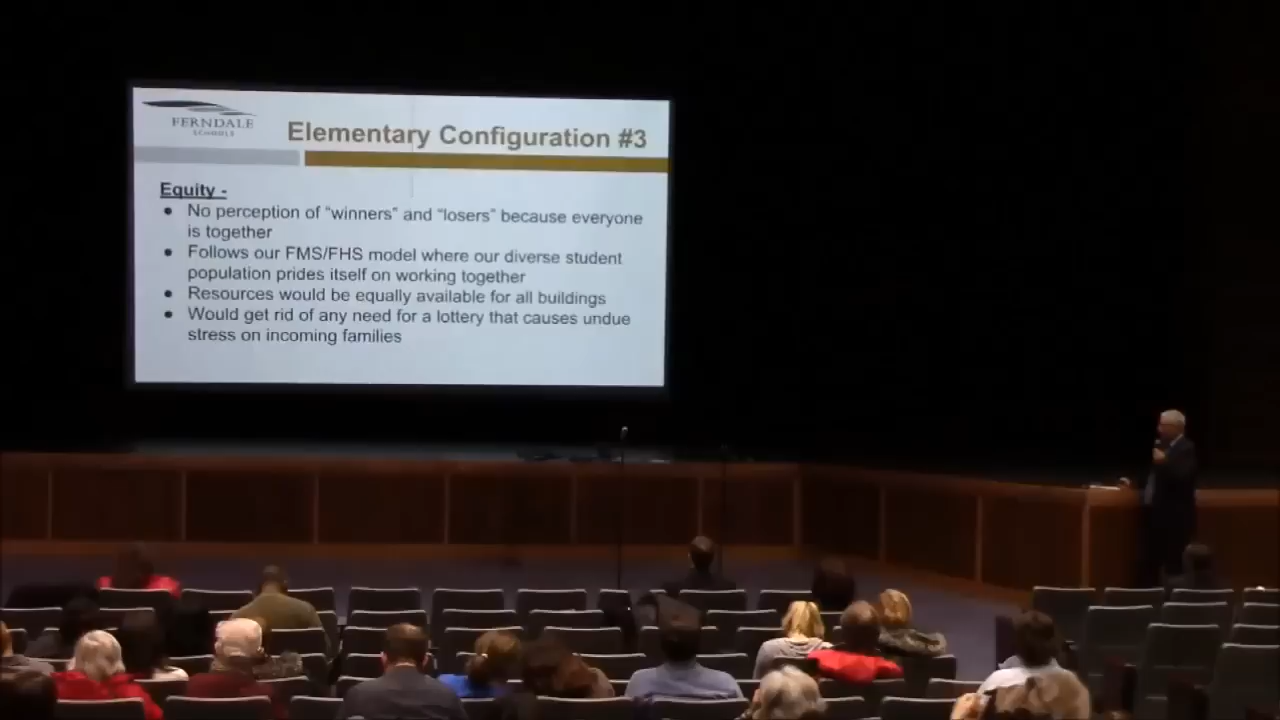 FERNDALE
SCHOOLS
Elementary Configuration #3
Equity -
● No perception of “winners” and “losers” because everyone
is together
● Follows our FMS/FHS model where our diverse student
population prides itself on working together
● Resources would be equally available for all buildings
● Would get rid of any need for a lottery that causes undue
stress on incoming families